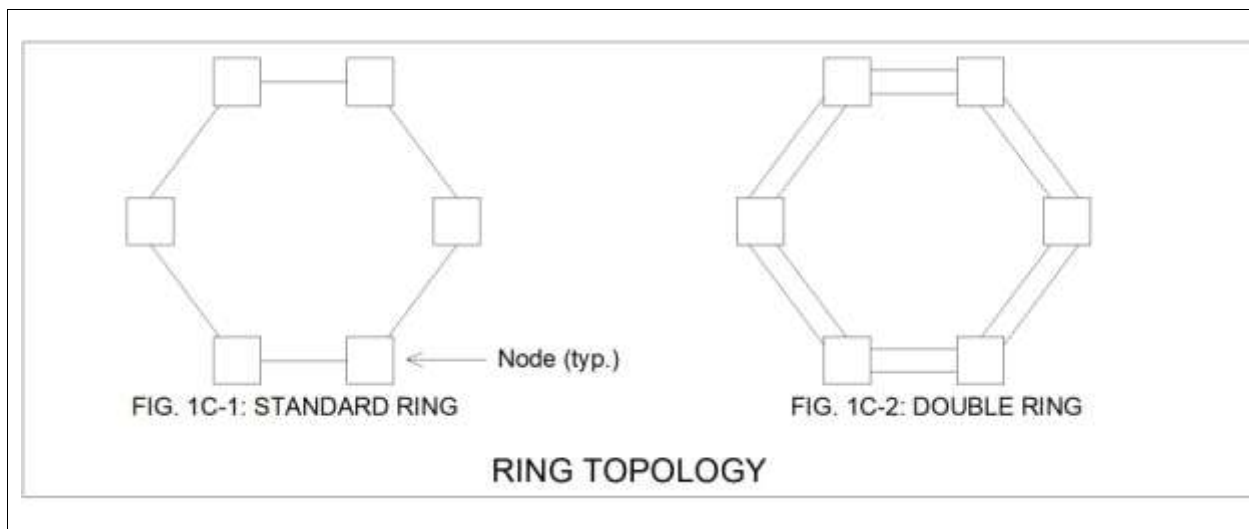 Node (typ.)
FIG. 1C-1: STANDARD RING
FIG. 1C-2: DOUBLE RING
RING TOPOLOGY